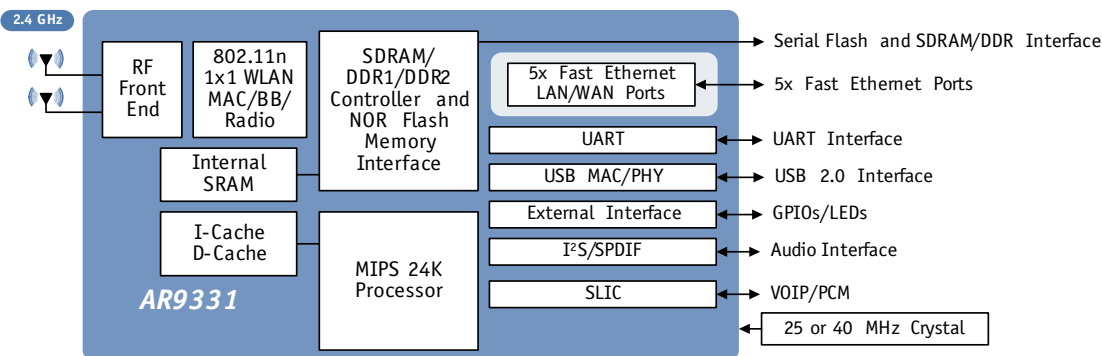 2.4 GHz
RF
Front
End
802.11n
1x1 WLAN
MAC/BB/
Radio
SDRAM/
DDR1/DDR2
Controller and
NOR Flash
Memory
Interface
Internal
SRAM
I-Cache
D-Cache
MIPS 24K
Processor
AR9331
5x Fast Ethernet
LAN/WAN Ports
UART
USB MAC/PHY
External Interface
I²S/SPDIF
SLIC
Serial Flash and SDRAM/DDR Interface
5x Fast Ethernet Ports
UART Interface
USB 2.0 Interface
GPIOs/LEDs
Audio Interface
VOIP/PCM
25 or 40 MHz Crystal